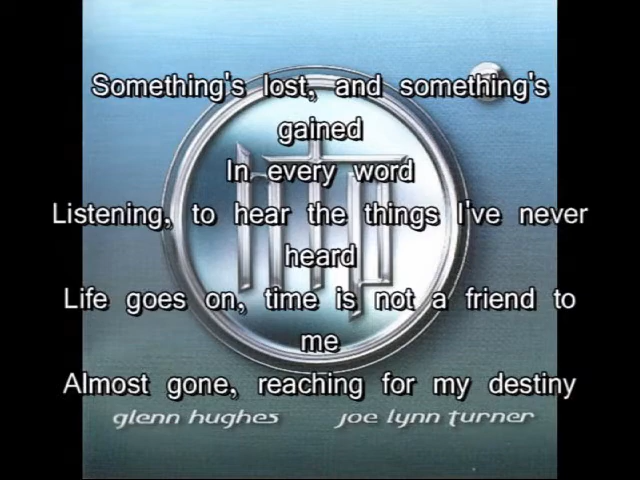 Something's lost, and something's
gained
In every word
Listening, to hear the things I've never
heard
Life goes on, time is not a friend to
me
Almost gone, reaching for my destiny
glenn hughes joe lynn turner